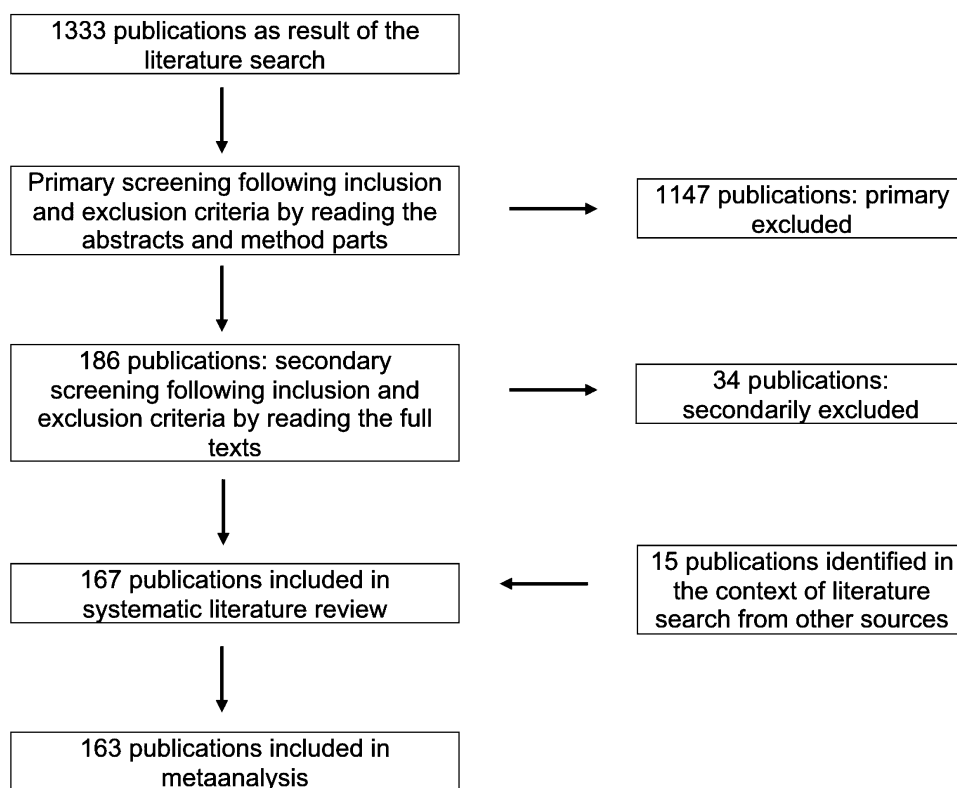 1333 publications as result of the
literature search
Primary screening following inclusion
and exclusion criteria by reading the
abstracts and method parts
1147 publications: primary
excluded
186 publications: secondary
screening following inclusion and
exclusion criteria by reading the full
texts
34 publications:
secondarily excluded
167 publications included in
systematic literature review
15 publications identified in
the context of literature
search from other sources
163 publications included in
metaanalysis